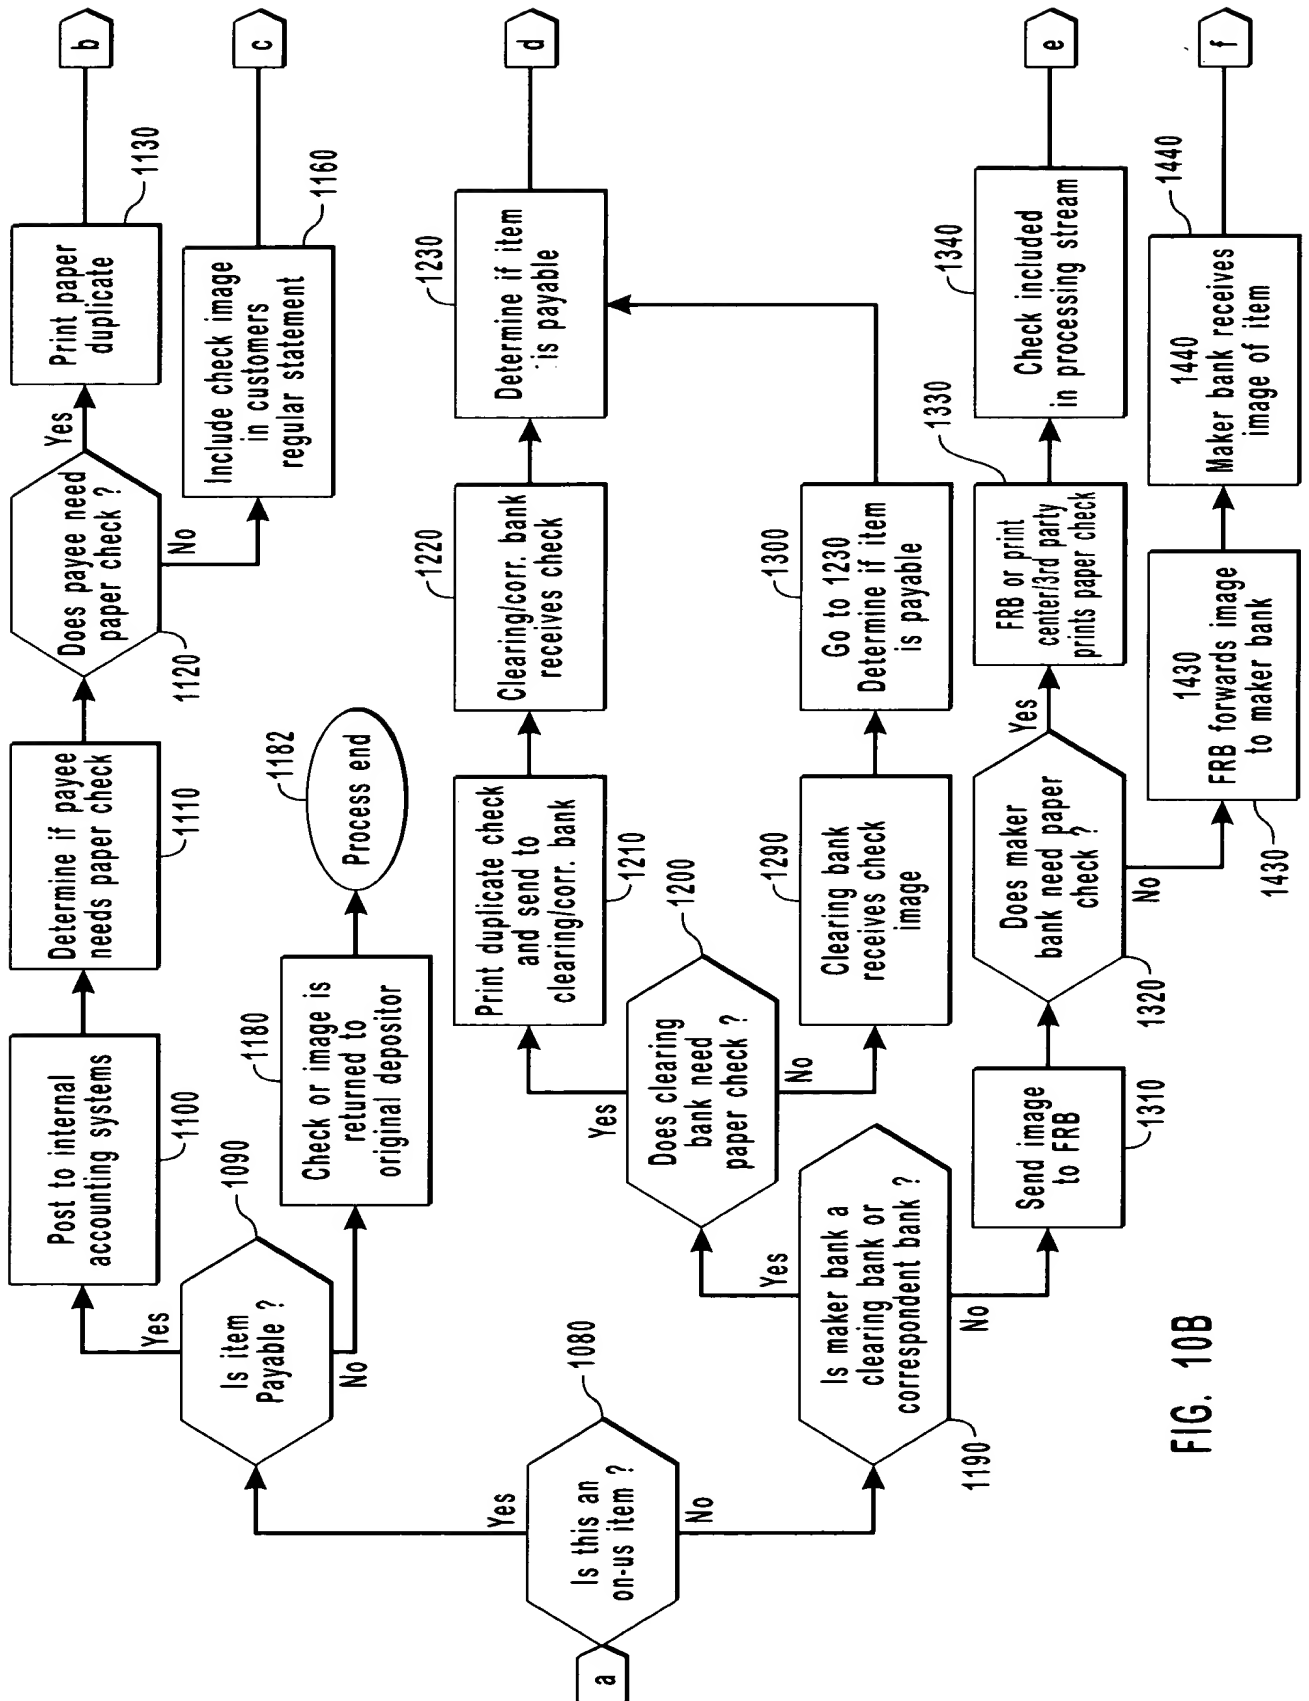 a
Is this an
on-us item ?
1080
Yes
No
Is item
Payable ?
1090
Yes
No
Post to internal
accounting systems
1100
Determine if payee
needs paper check
1110
Does payee need
paper check ?
1120
Yes
No
Print paper
duplicate
1130
b
Include check image
in customers
regular statement
1160
c
Check or image is
returned to
original depositor
1180
Process end
1182
Is maker bank a
clearing bank or
correspondent bank ?
1190
Yes
No
Does clearing
bank need
paper check ?
1200
Yes
No
Print duplicate check
and send to
clearing/corr. bank
1210
Clearing/corr. bank
receives check
1220
Determine if item
is payable
1230
d
Clearing bank
receives check
image
1290
Go to 1230
Determine if item
is payable
1300
Send image
to FRB
1310
Does maker
bank need paper
check ?
1320
Yes
No
FRB or print
center/3rd party
prints paper check
1330
Check included
in processing stream
1340
e
1430
FRB forwards image
to maker bank
1430
1440
Maker bank receives
image of item
1440
f
FIG. 10B